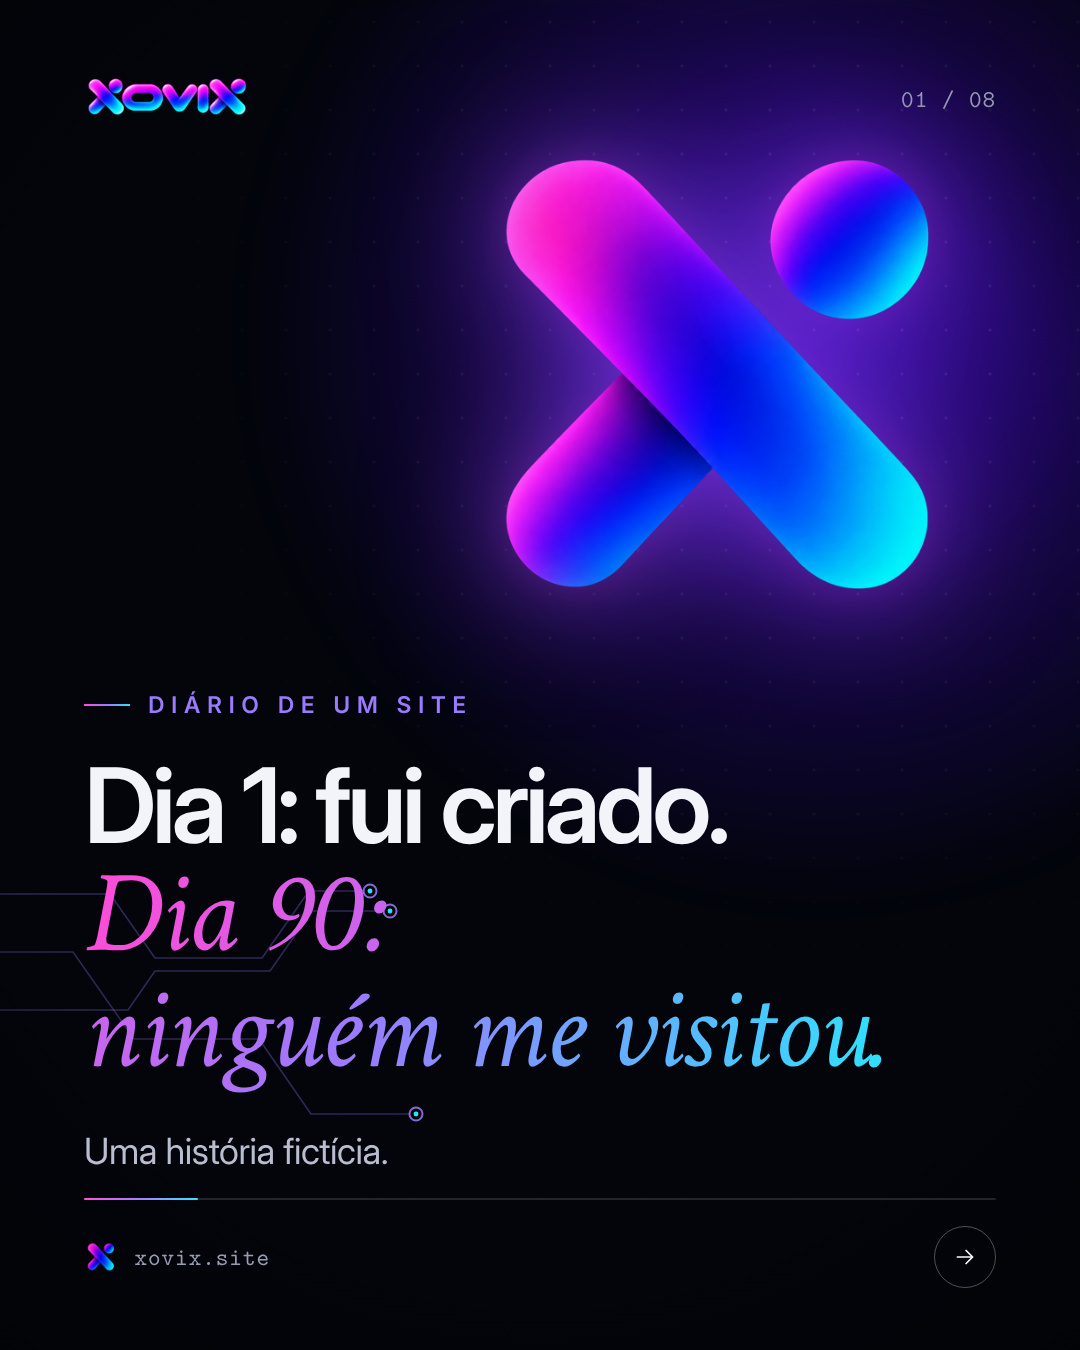 XOVIX
01 / 08
DIÁRIO DE UM SITE
Dia 1: fui criado.
Dia 90:
ninguém me visitou.
Uma história fictícia.
xovix.site